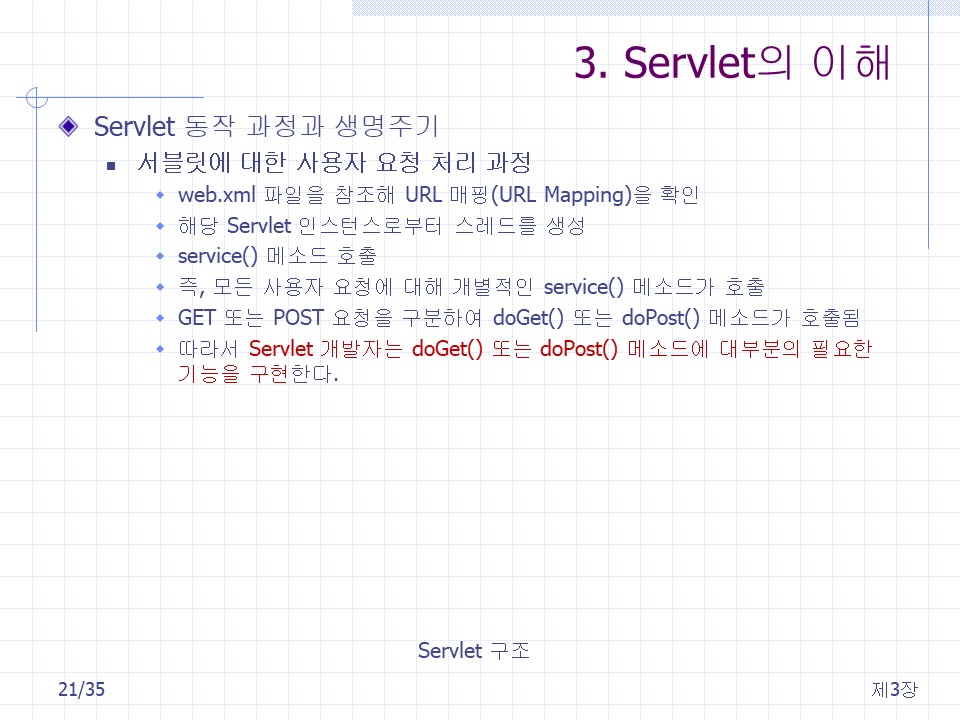 3. Servlet의 이해
Servlet 동작 과정과 생명주기
서블릿에 대한 사용자 요청 처리 과정
web.xml 파일을 참조해 URL 매핑(URL Mapping)을 확인
해당 Servlet 인스턴스로부터 스레드를 생성
service() 메소드 호출
즉, 모든 사용자 요청에 대해 개별적인 service() 메소드가 호출
GET 또는 POST 요청을 구분하여 doGet() 또는 doPost() 메소드가 호출됨
따라서 Servlet 개발자는 doGet() 또는 doPost() 메소드에 대부분의 필요한
기능을 구현한다.
Servlet 구조
21/35
제3장